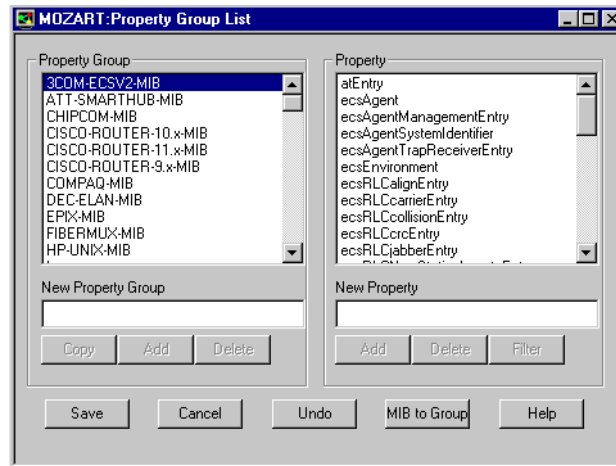 MOZART:Property Group List
Property Group
3COM-ECSV2-MIB
ATT-SMARTHUB-MIB
CHIPCOM-MIB
CISCO-ROUTER-10.x-MIB
CISCO-ROUTER-11.x-MIB
CISCO-ROUTER-9.x-MIB
COMPAQ-MIB
DEC-ELAN-MIB
EPIX-MIB
FIBERMUX-MIB
HP-UNIX-MIB
New Property Group
Copy Add Delete
Property
atEntry
ecsAgent
ecsAgentManagementEntry
ecsAgentSystemIdentifier
ecsAgentTrapReceiverEntry
ecsEnvironment
ecsRLCalignEntry
ecsRLCcarrierEntry
ecsRLCcollisionEntry
ecsRLCcrcEntry
ecsRLCjabberEntry
New Property
Add Delete Filter
Save Cancel Undo MIB to Group Help